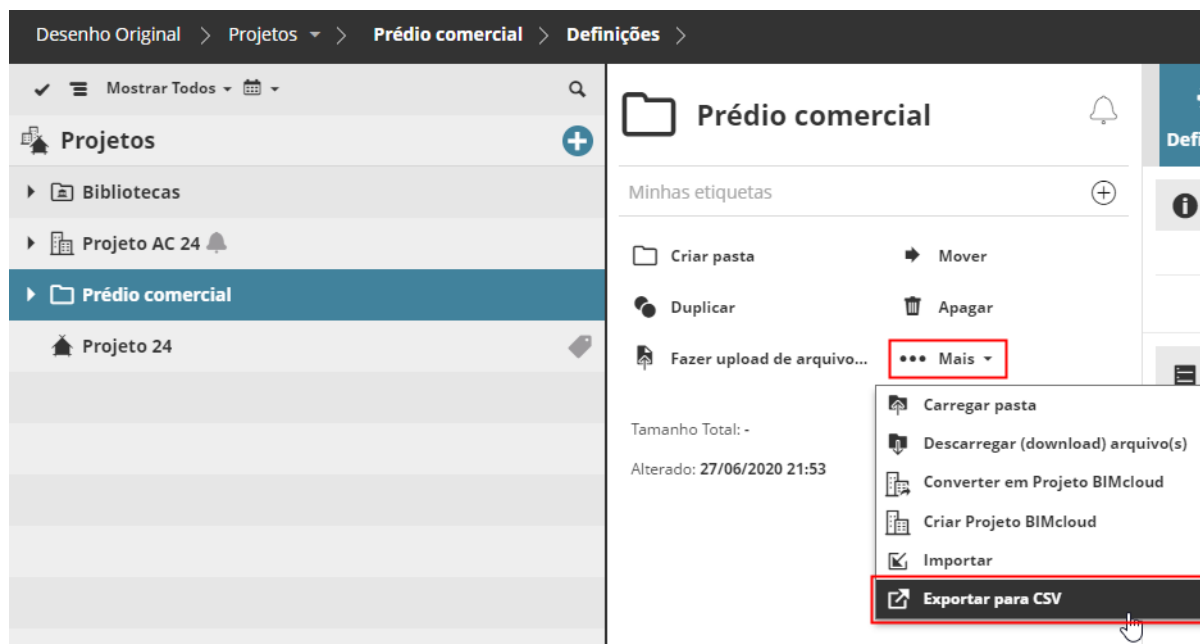 Desenho Original > Projetos > Prédio comercial > Definições >
Mostrar Todos
Projetos
Bibliotecas
Projeto AC 24
Prédio comercial
Projeto 24
Prédio comercial
Minhas etiquetas
Criar pasta
Mover
Duplicar
Apagar
Fazer upload de arquivo...
Mais
Tamanho Total: -
Alterado: 27/06/2020 21:53
Carregar pasta
Descarregar (download) arquivo(s)
Converter em Projeto BIMcloud
Criar Projeto BIMcloud
Importar
Exportar para CSV